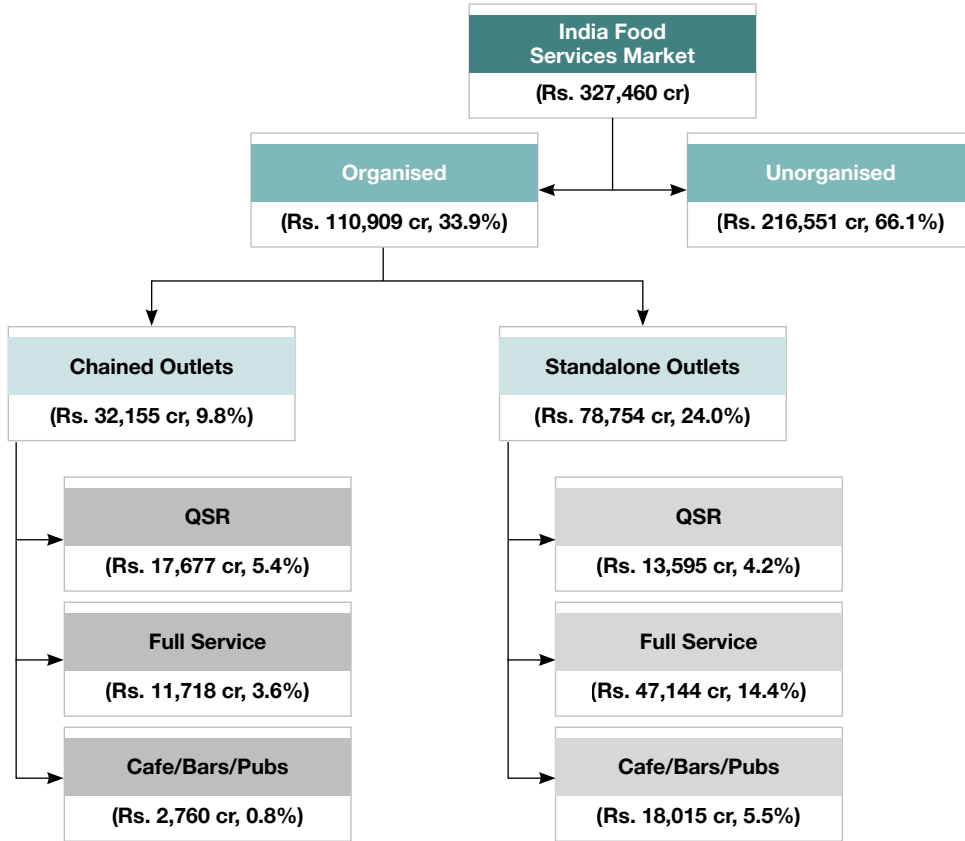 India Food
Services Market
(Rs. 327,460 cr)
Organised
(Rs. 110,909 cr, 33.9%)
Unorganised
(Rs. 216,551 cr, 66.1%)
Chained Outlets
(Rs. 32,155 cr, 9.8%)
Standalone Outlets
(Rs. 78,754 cr, 24.0%)
QSR
(Rs. 17,677 cr, 5.4%)
Full Service
(Rs. 11,718 cr, 3.6%)
Cafe/Bars/Pubs
(Rs. 2,760 cr, 0.8%)
QSR
(Rs. 13,595 cr, 4.2%)
Full Service
(Rs. 47,144 cr, 14.4%)
Cafe/Bars/Pubs
(Rs. 18,015 cr, 5.5%)